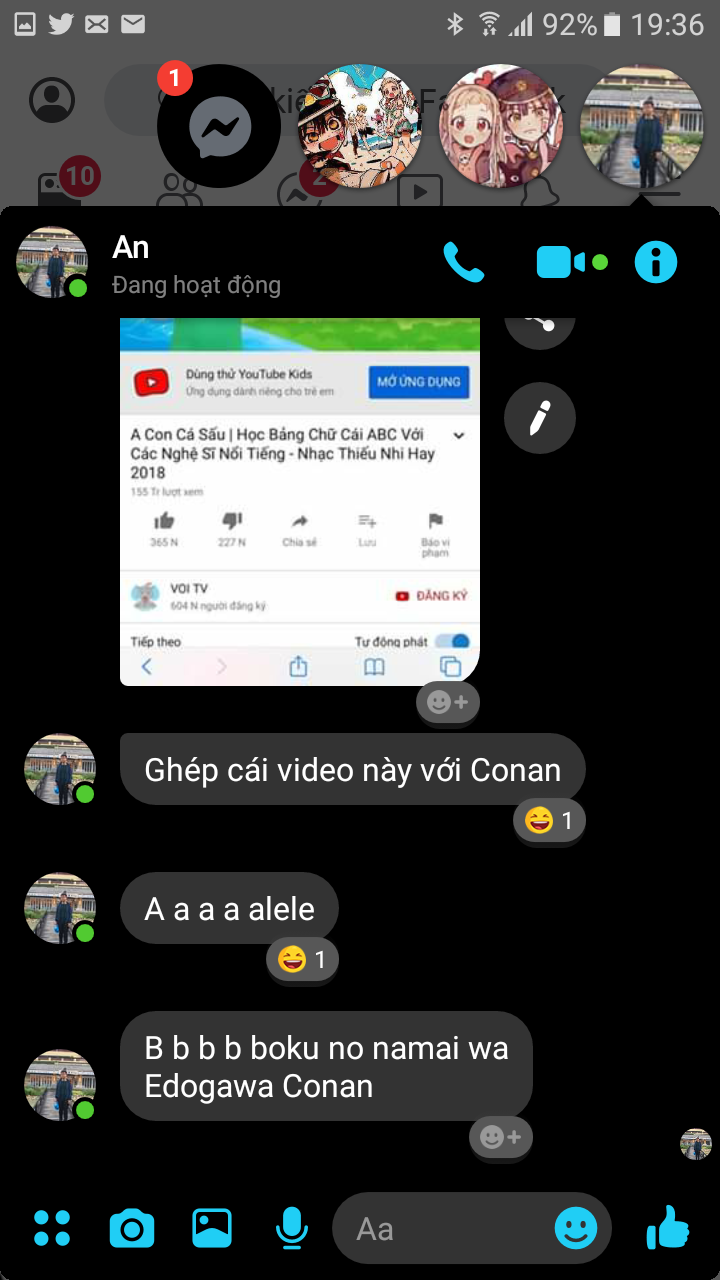 92% 19:36
1
kiế
F
k
10
2
An
Đang hoạt động
Dùng thử YouTube Kids
Ứng dụng dành riêng cho trẻ em
MỞ ỨNG DỤNG
A Con Cá Sấu | Học Bảng Chữ Cái ABC Với
Các Nghệ Sĩ Nổi Tiếng - Nhạc Thiếu Nhi Hay
2018
155 Tr lượt xem
365 N
227 N
Chia sẻ
Lưu
Báo vi
phạm
VOI TV
604 N người đăng ký
ĐĂNG KÝ
Tiếp theo
Tự động phát
Ghép cái video này với Conan
1
A a a a alele
1
B b b b boku no namai wa
Edogawa Conan
Aa